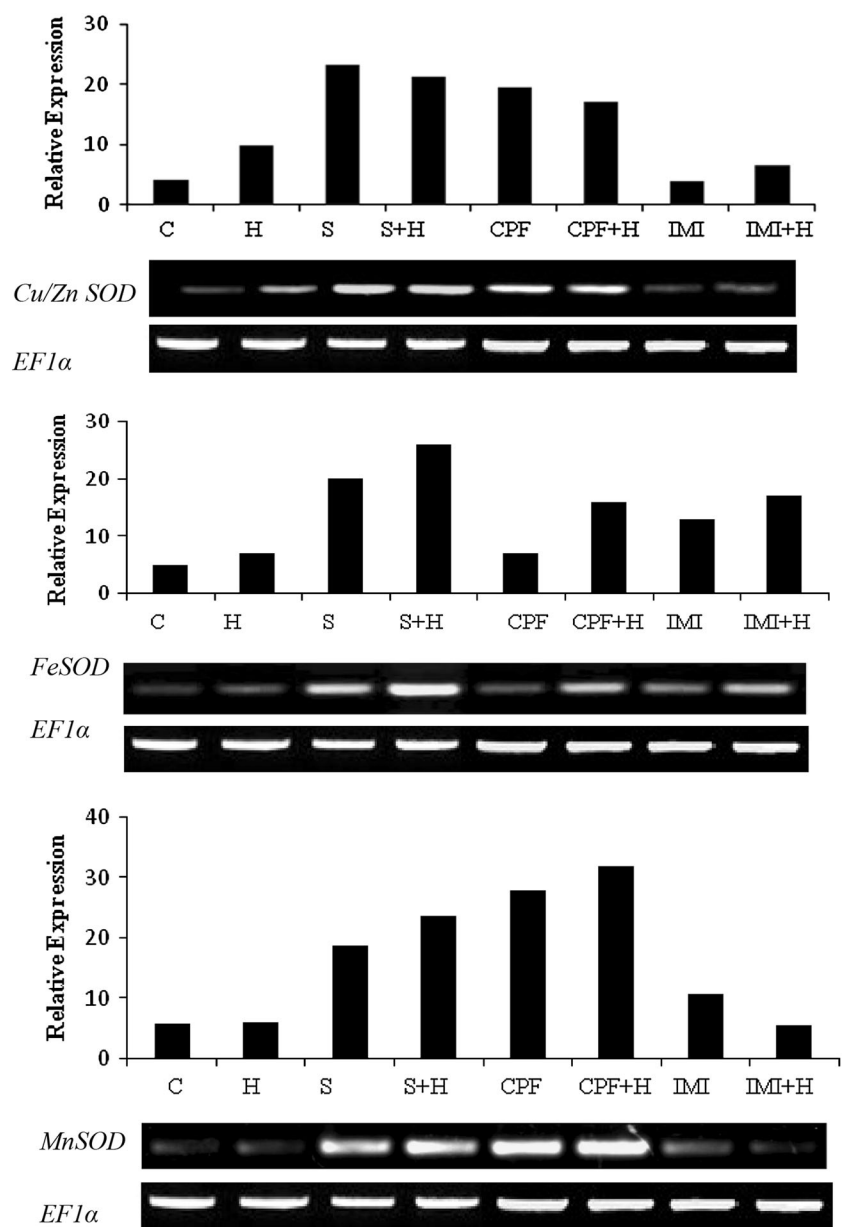 Relative Expression
30
20
10
0
C H S S+H CPF CPF+H IMI IMI+H
Cu/Zn SOD
EF1α
Relative Expression
30
20
10
0
C H S S+H CPF CPF+H IMI IMI+H
FeSOD
EF1α
Relative Expression
40
30
20
10
0
C H S S+H CPF CPF+H IMI IMI+H
MnSOD
EF1α